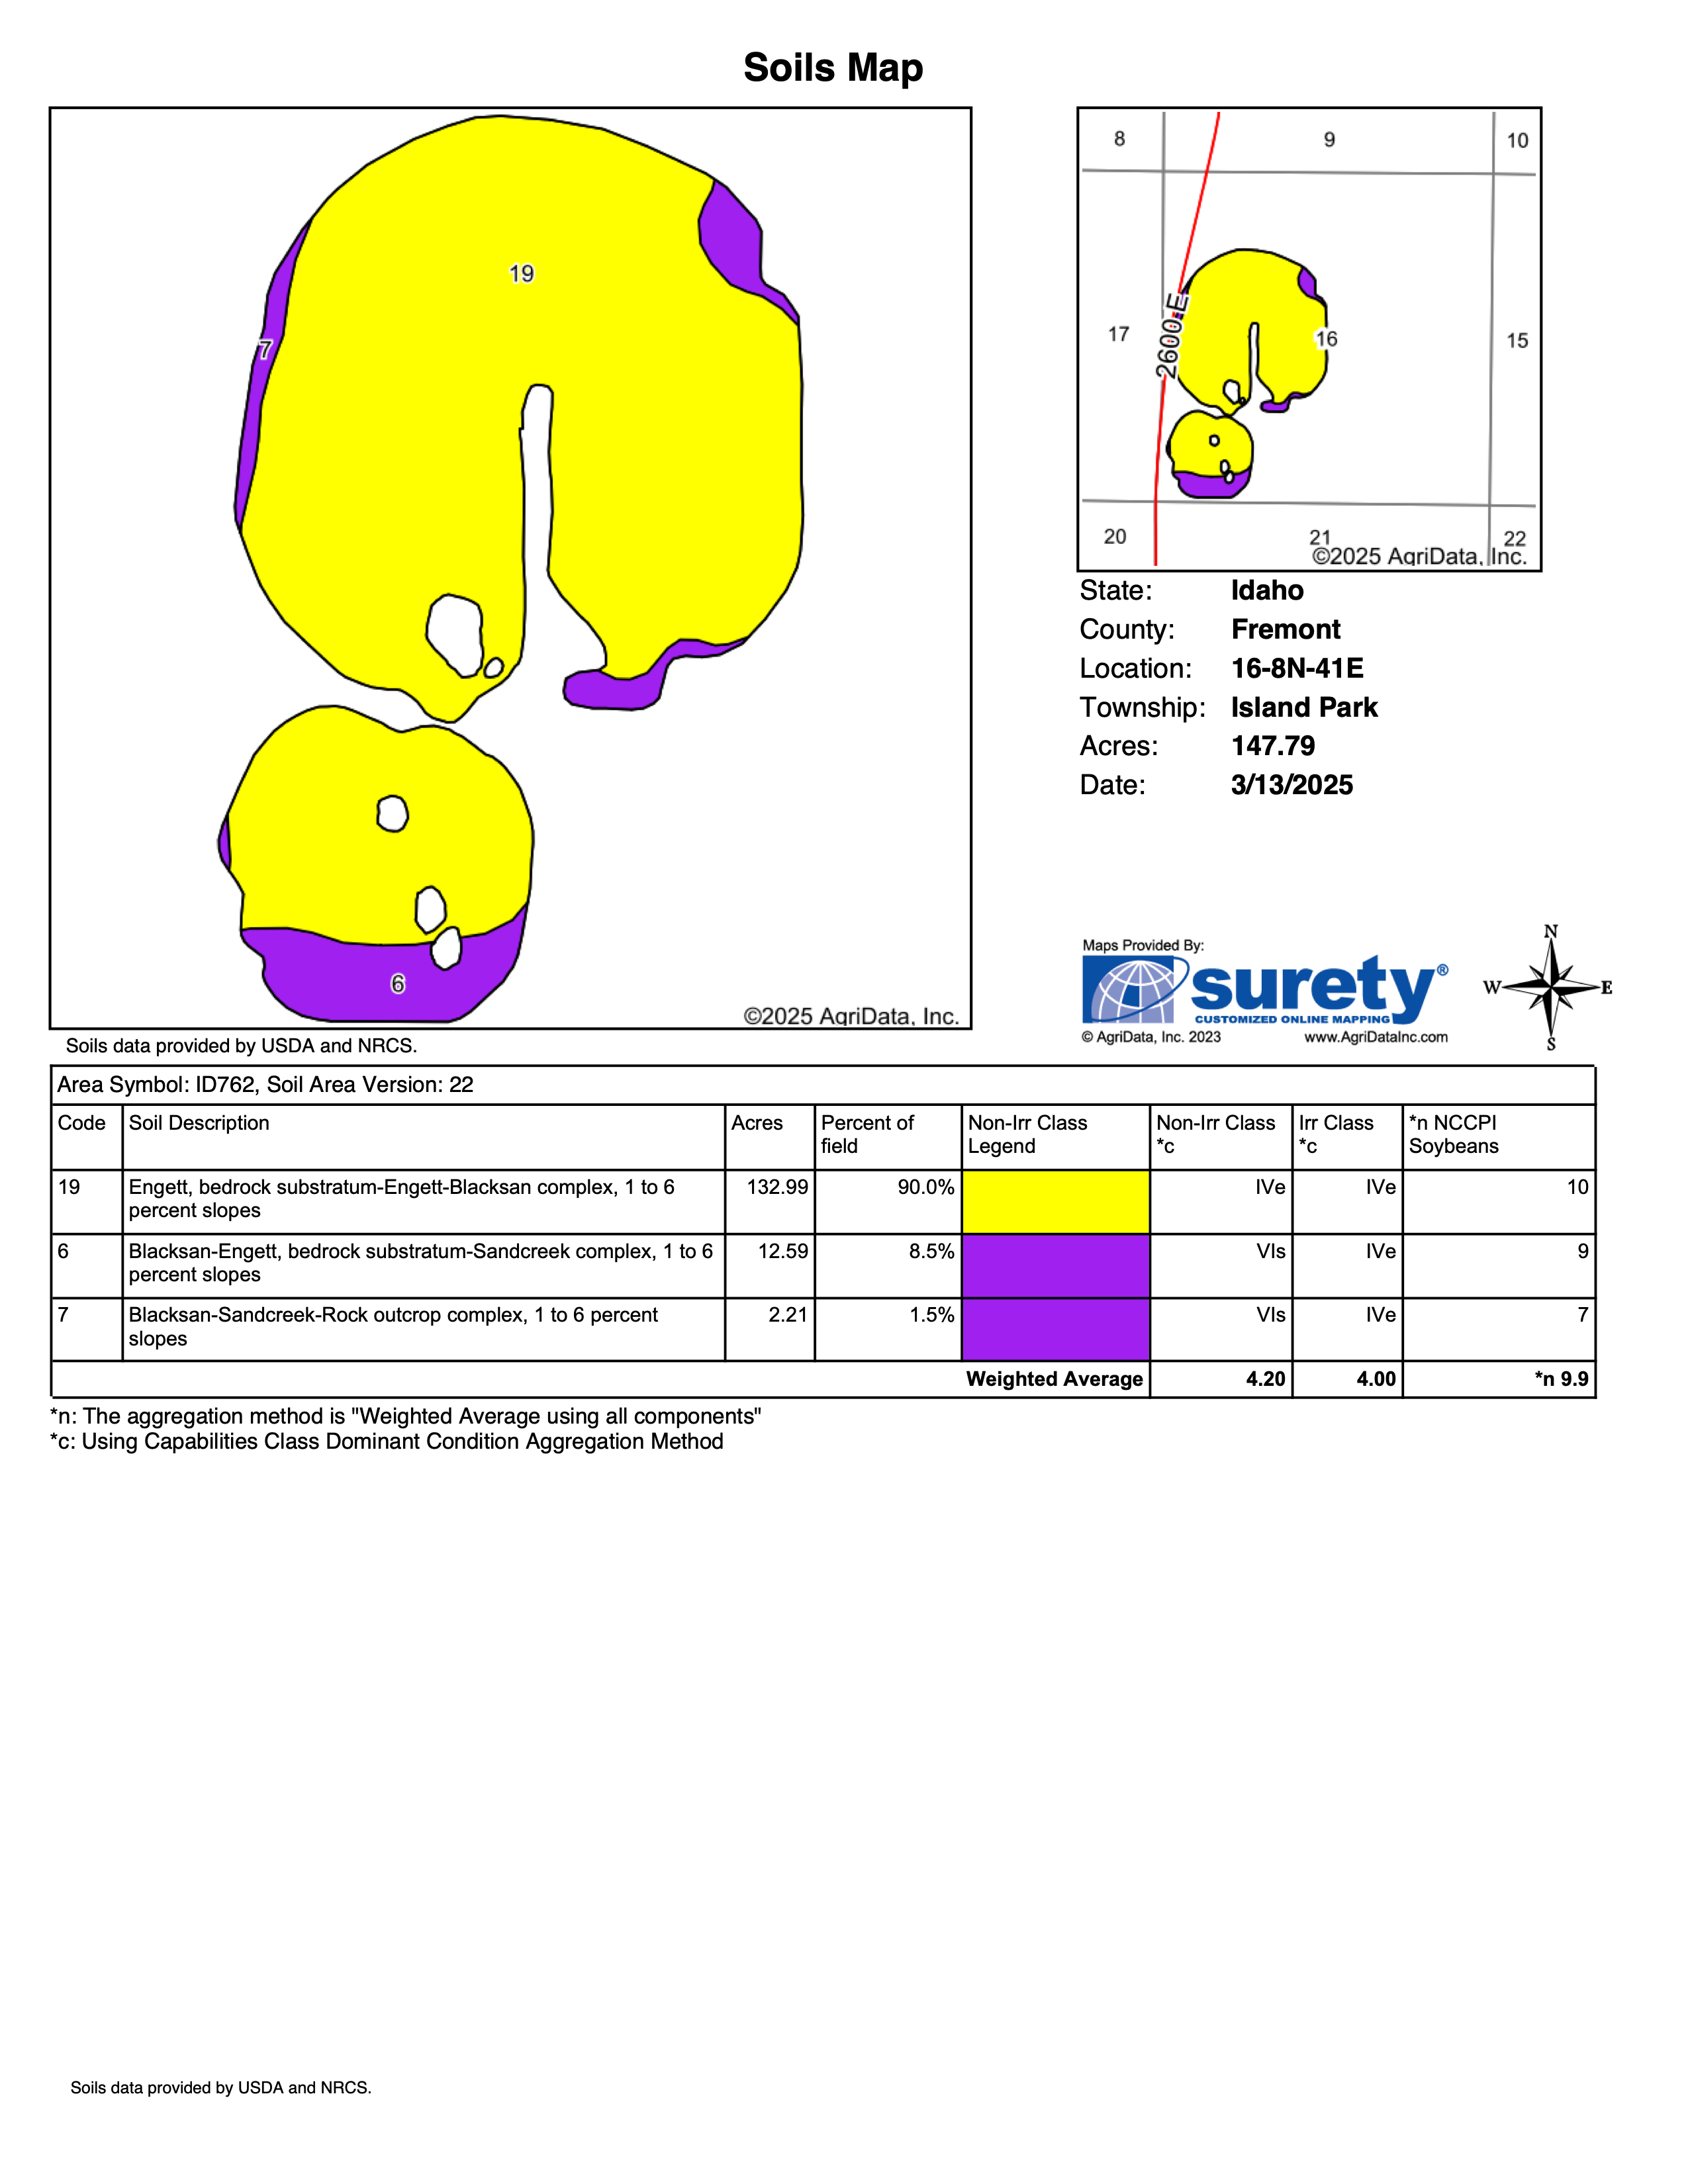 Soils Map
19
7
6
©2025 AgriData, Inc.
Soils data provided by USDA and NRCS.
8
9
10
17
2600 E
16
15
20
21
22
©2025 AgriData, Inc.
State: Idaho
County: Fremont
Location: 16-8N-41E
Township: Island Park
Acres: 147.79
Date: 3/13/2025
Maps Provided By:
surety®
CUSTOMIZED ONLINE MAPPING
© AgriData, Inc. 2023 www.AgriDataInc.com
N
W E
S
Area Symbol: ID762, Soil Area Version: 22
Code Soil Description Acres Percent of field Non-Irr Class Legend Non-Irr Class *c Irr Class *c *n NCCPI Soybeans
19 Engett, bedrock substratum-Engett-Blacksan complex, 1 to 6 percent slopes 132.99 90.0% IVe IVe 10
6 Blacksan-Engett, bedrock substratum-Sandcreek complex, 1 to 6 percent slopes 12.59 8.5% VIs IVe 9
7 Blacksan-Sandcreek-Rock outcrop complex, 1 to 6 percent slopes 2.21 1.5% VIs IVe 7
Weighted Average 4.20 4.00 *n 9.9
*n: The aggregation method is "Weighted Average using all components"
*c: Using Capabilities Class Dominant Condition Aggregation Method
Soils data provided by USDA and NRCS.